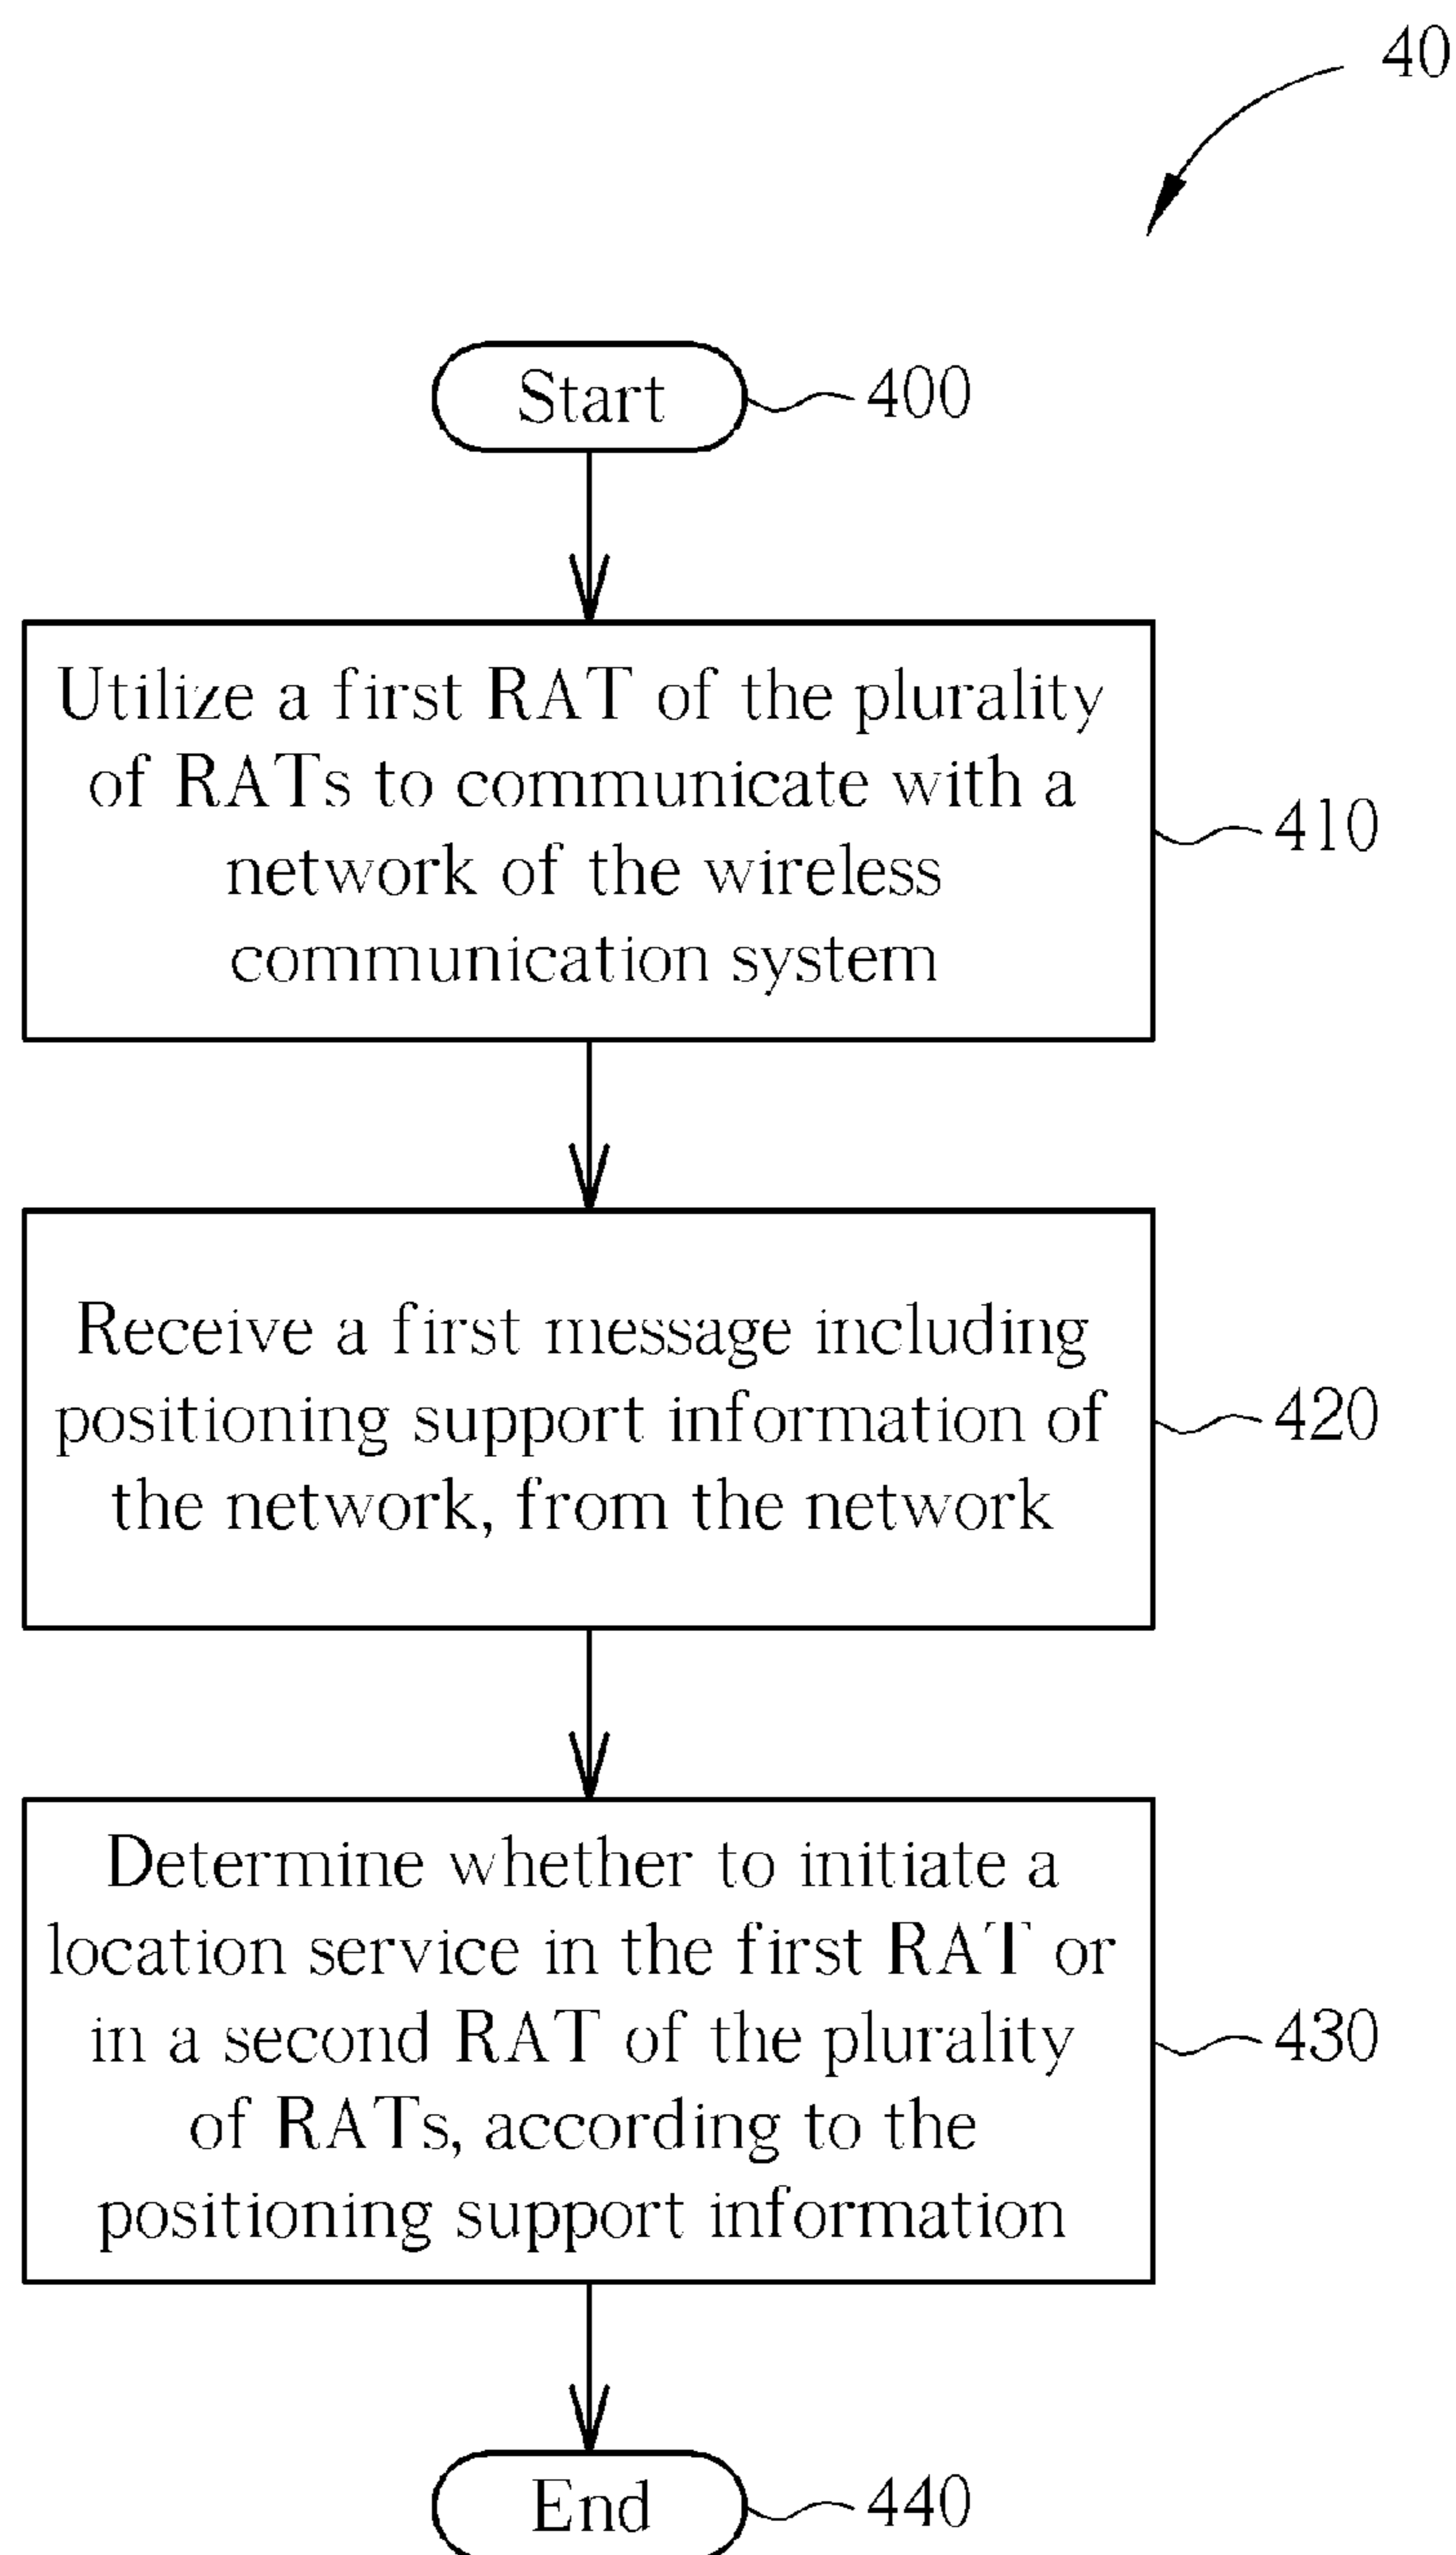 40
Start
400
Utilize a first RAT of the plurality
of RATs to communicate with a
network of the wireless
communication system
410
Receive a first message including
positioning support information of
the network, from the network
420
Determine whether to initiate a
location service in the first RAT or
in a second RAT of the plurality
of RATs, according to the
positioning support information
430
End
440